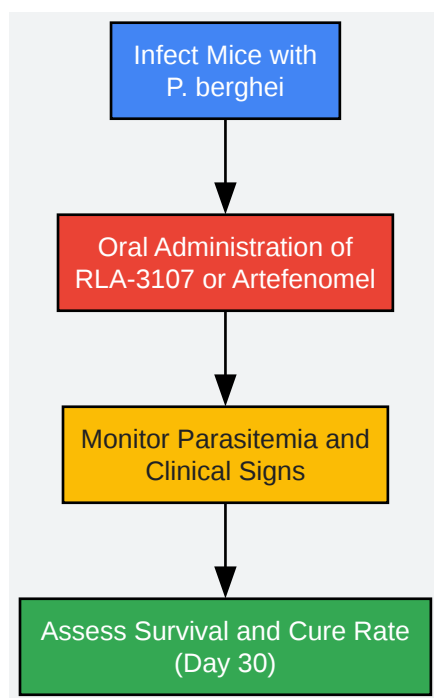 Infect Mice with
P. berghei
Oral Administration of
RLA-3107 or Artefenomel
Monitor Parasitemia and
Clinical Signs
Assess Survival and Cure Rate
(Day 30)